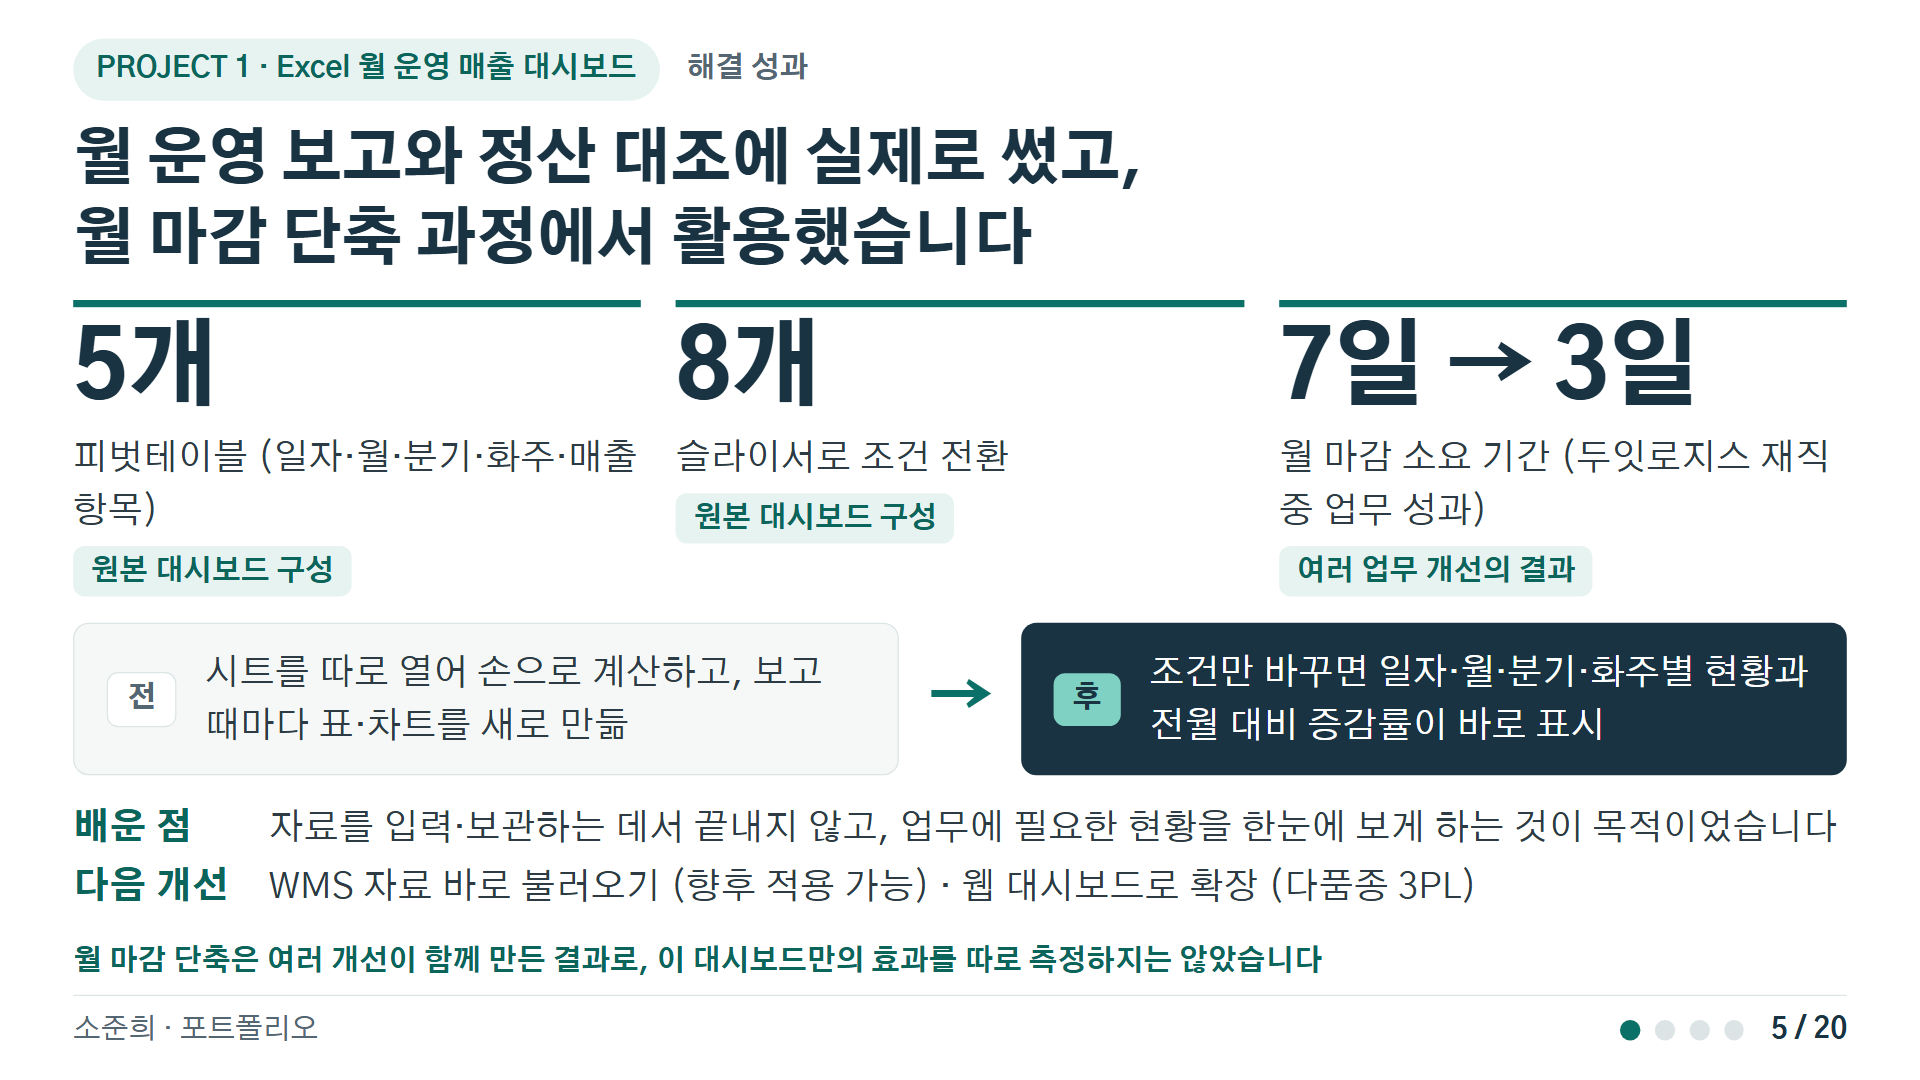 PROJECT 1 · Excel 월 운영 매출 대시보드
해결 성과
월 운영 보고와 정산 대조에 실제로 썼고,
월 마감 단축 과정에서 활용했습니다
5개
피벗테이블 (일자·월·분기·화주·매출
항목)
원본 대시보드 구성
8개
슬라이서로 조건 전환
원본 대시보드 구성
7일 → 3일
월 마감 소요 기간 (두잇로지스 재직
중 업무 성과)
여러 업무 개선의 결과
전
시트를 따로 열어 손으로 계산하고, 보고
때마다 표·차트를 새로 만듦
→
후
조건만 바꾸면 일자·월·분기·화주별 현황과
전월 대비 증감률이 바로 표시
배운 점 자료를 입력·보관하는 데서 끝내지 않고, 업무에 필요한 현황을 한눈에 보게 하는 것이 목적이었습니다
다음 개선 WMS 자료 바로 불러오기 (향후 적용 가능) · 웹 대시보드로 확장 (다품종 3PL)
월 마감 단축은 여러 개선이 함께 만든 결과로, 이 대시보드만의 효과를 따로 측정하지는 않았습니다
소준희 · 포트폴리오
5 / 20